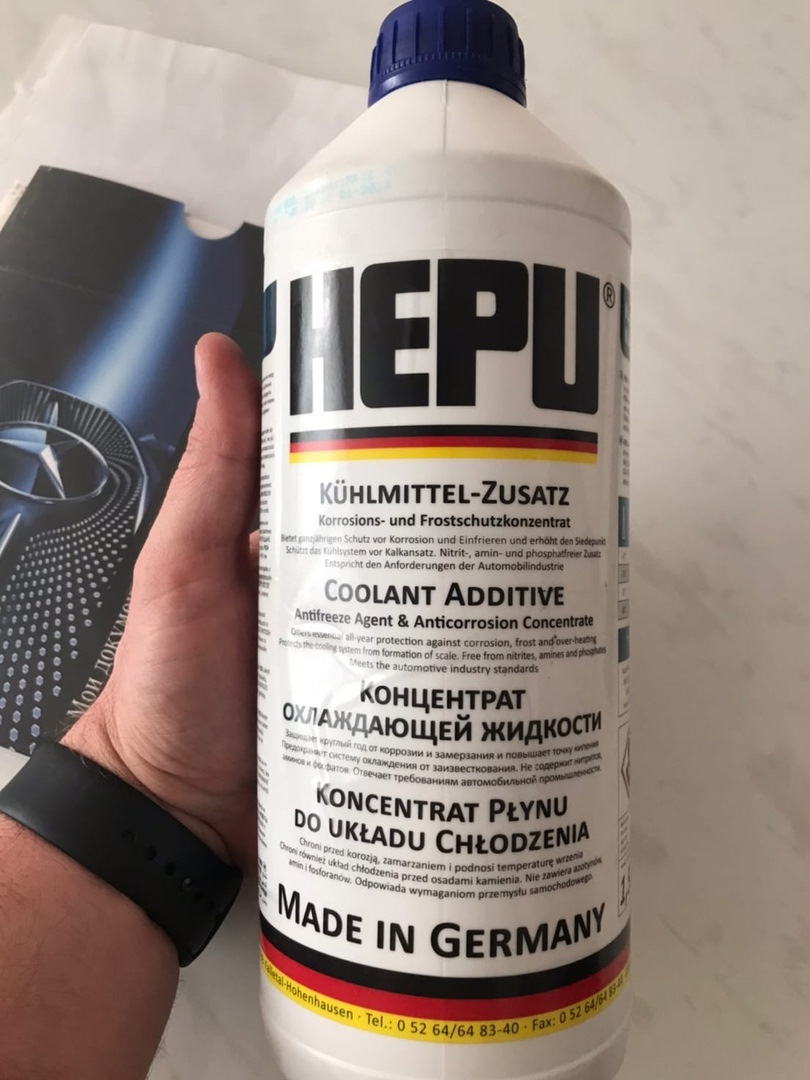 HEPU®
KÜHLMITTEL-ZUSATZ
Korrosions- und Frostschutzkonzentrat
Bietet ganzjährigen Schutz vor Korrosion und Einfrieren und erhöht den Siedepunkt
Schützt das Kühlsystem vor Kalkansatz. Nitrit-, amin- und phosphatfreier Zusatz
Entspricht den Anforderungen der Automobilindustrie
COOLANT ADDITIVE
Antifreeze Agent & Anticorrosion Concentrate
Offers essential all-year protection against corrosion, frost and over-heating
Protects the cooling system from formation of scale. Free from nitrites, amines and phosphates
Meets the automotive industry standards
КОНЦЕНТРАТ
ОХЛАЖДАЮЩЕЙ ЖИДКОСТИ
Защищает круглый год от коррозии и замерзания и повышает точку кипения
Предохраняет систему охлаждения от заизвесткования. Не содержит нитритов,
аминов и фосфатов. Отвечает требованиям автомобильной промышленности.
KONCENTRAT PŁYNU
DO UKŁADU CHŁODZENIA
Chroni przed korozją, zamarzaniem i podnosi temperaturę wrzenia
Chroni również układ chłodzenia przed osadami kamienia. Nie zawiera azotynów,
amin i fosforanów. Odpowiada wymaganiom przemysłu samochodowego.
MADE IN GERMANY
Kalletal-Hohenhausen · Tel.: 0 52 64/64 83-40 · Fax: 0 52 64/64 83-44